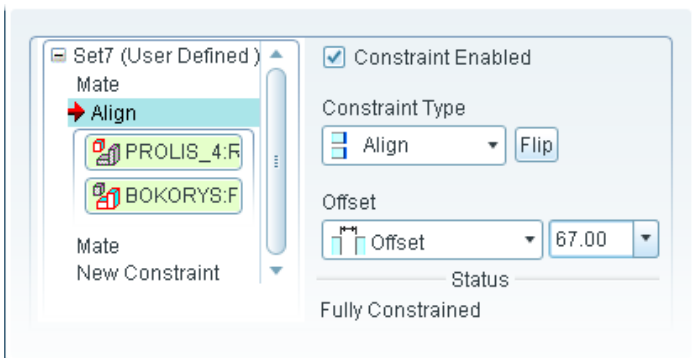 Set7 (User Defined )
Mate
Align
PROLIS_4:R
BOKORYS:F
Mate
New Constraint
Constraint Enabled
Constraint Type
Align
Flip
Offset
Offset
67.00
Status
Fully Constrained